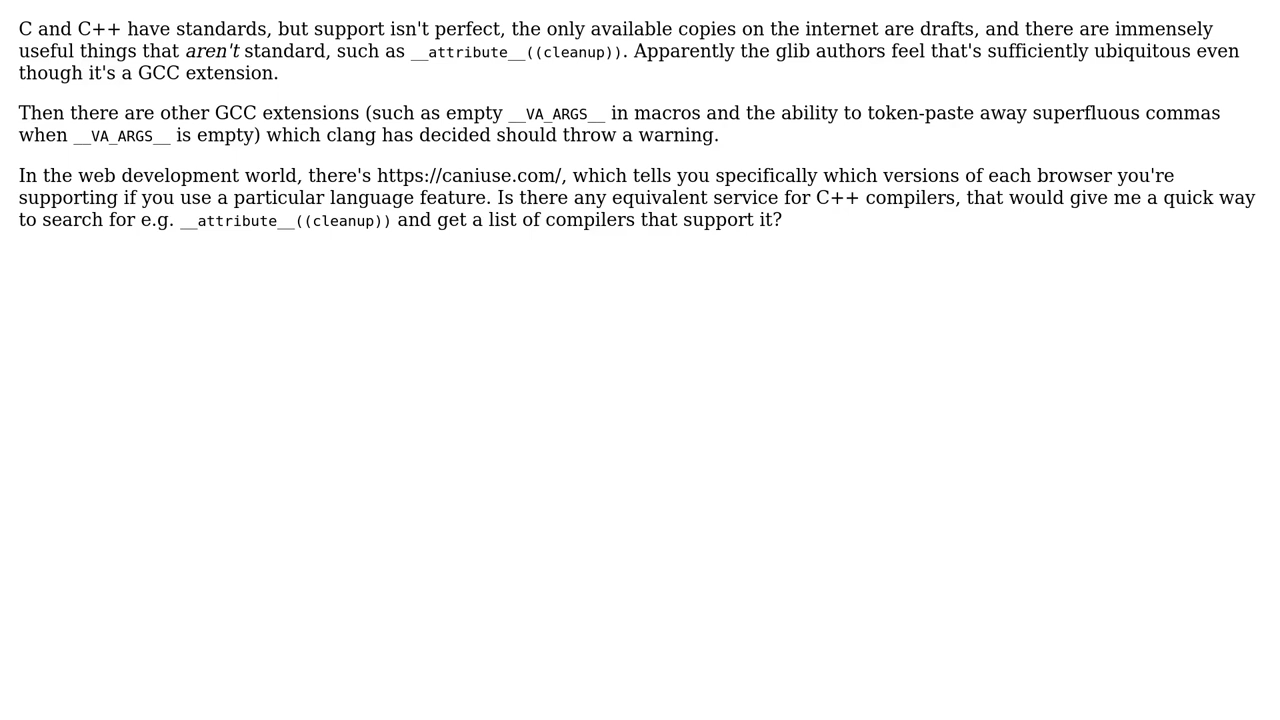 C and C++ have standards, but support isn't perfect, the only available copies on the internet are drafts, and there are immensely
useful things that aren't standard, such as __attribute__((cleanup)). Apparently the glib authors feel that's sufficiently ubiquitous even
though it's a GCC extension.
Then there are other GCC extensions (such as empty __VA_ARGS__ in macros and the ability to token-paste away superfluous commas
when __VA_ARGS__ is empty) which clang has decided should throw a warning.
In the web development world, there's https://caniuse.com/, which tells you specifically which versions of each browser you're
supporting if you use a particular language feature. Is there any equivalent service for C++ compilers, that would give me a quick way
to search for e.g. __attribute__((cleanup)) and get a list of compilers that support it?